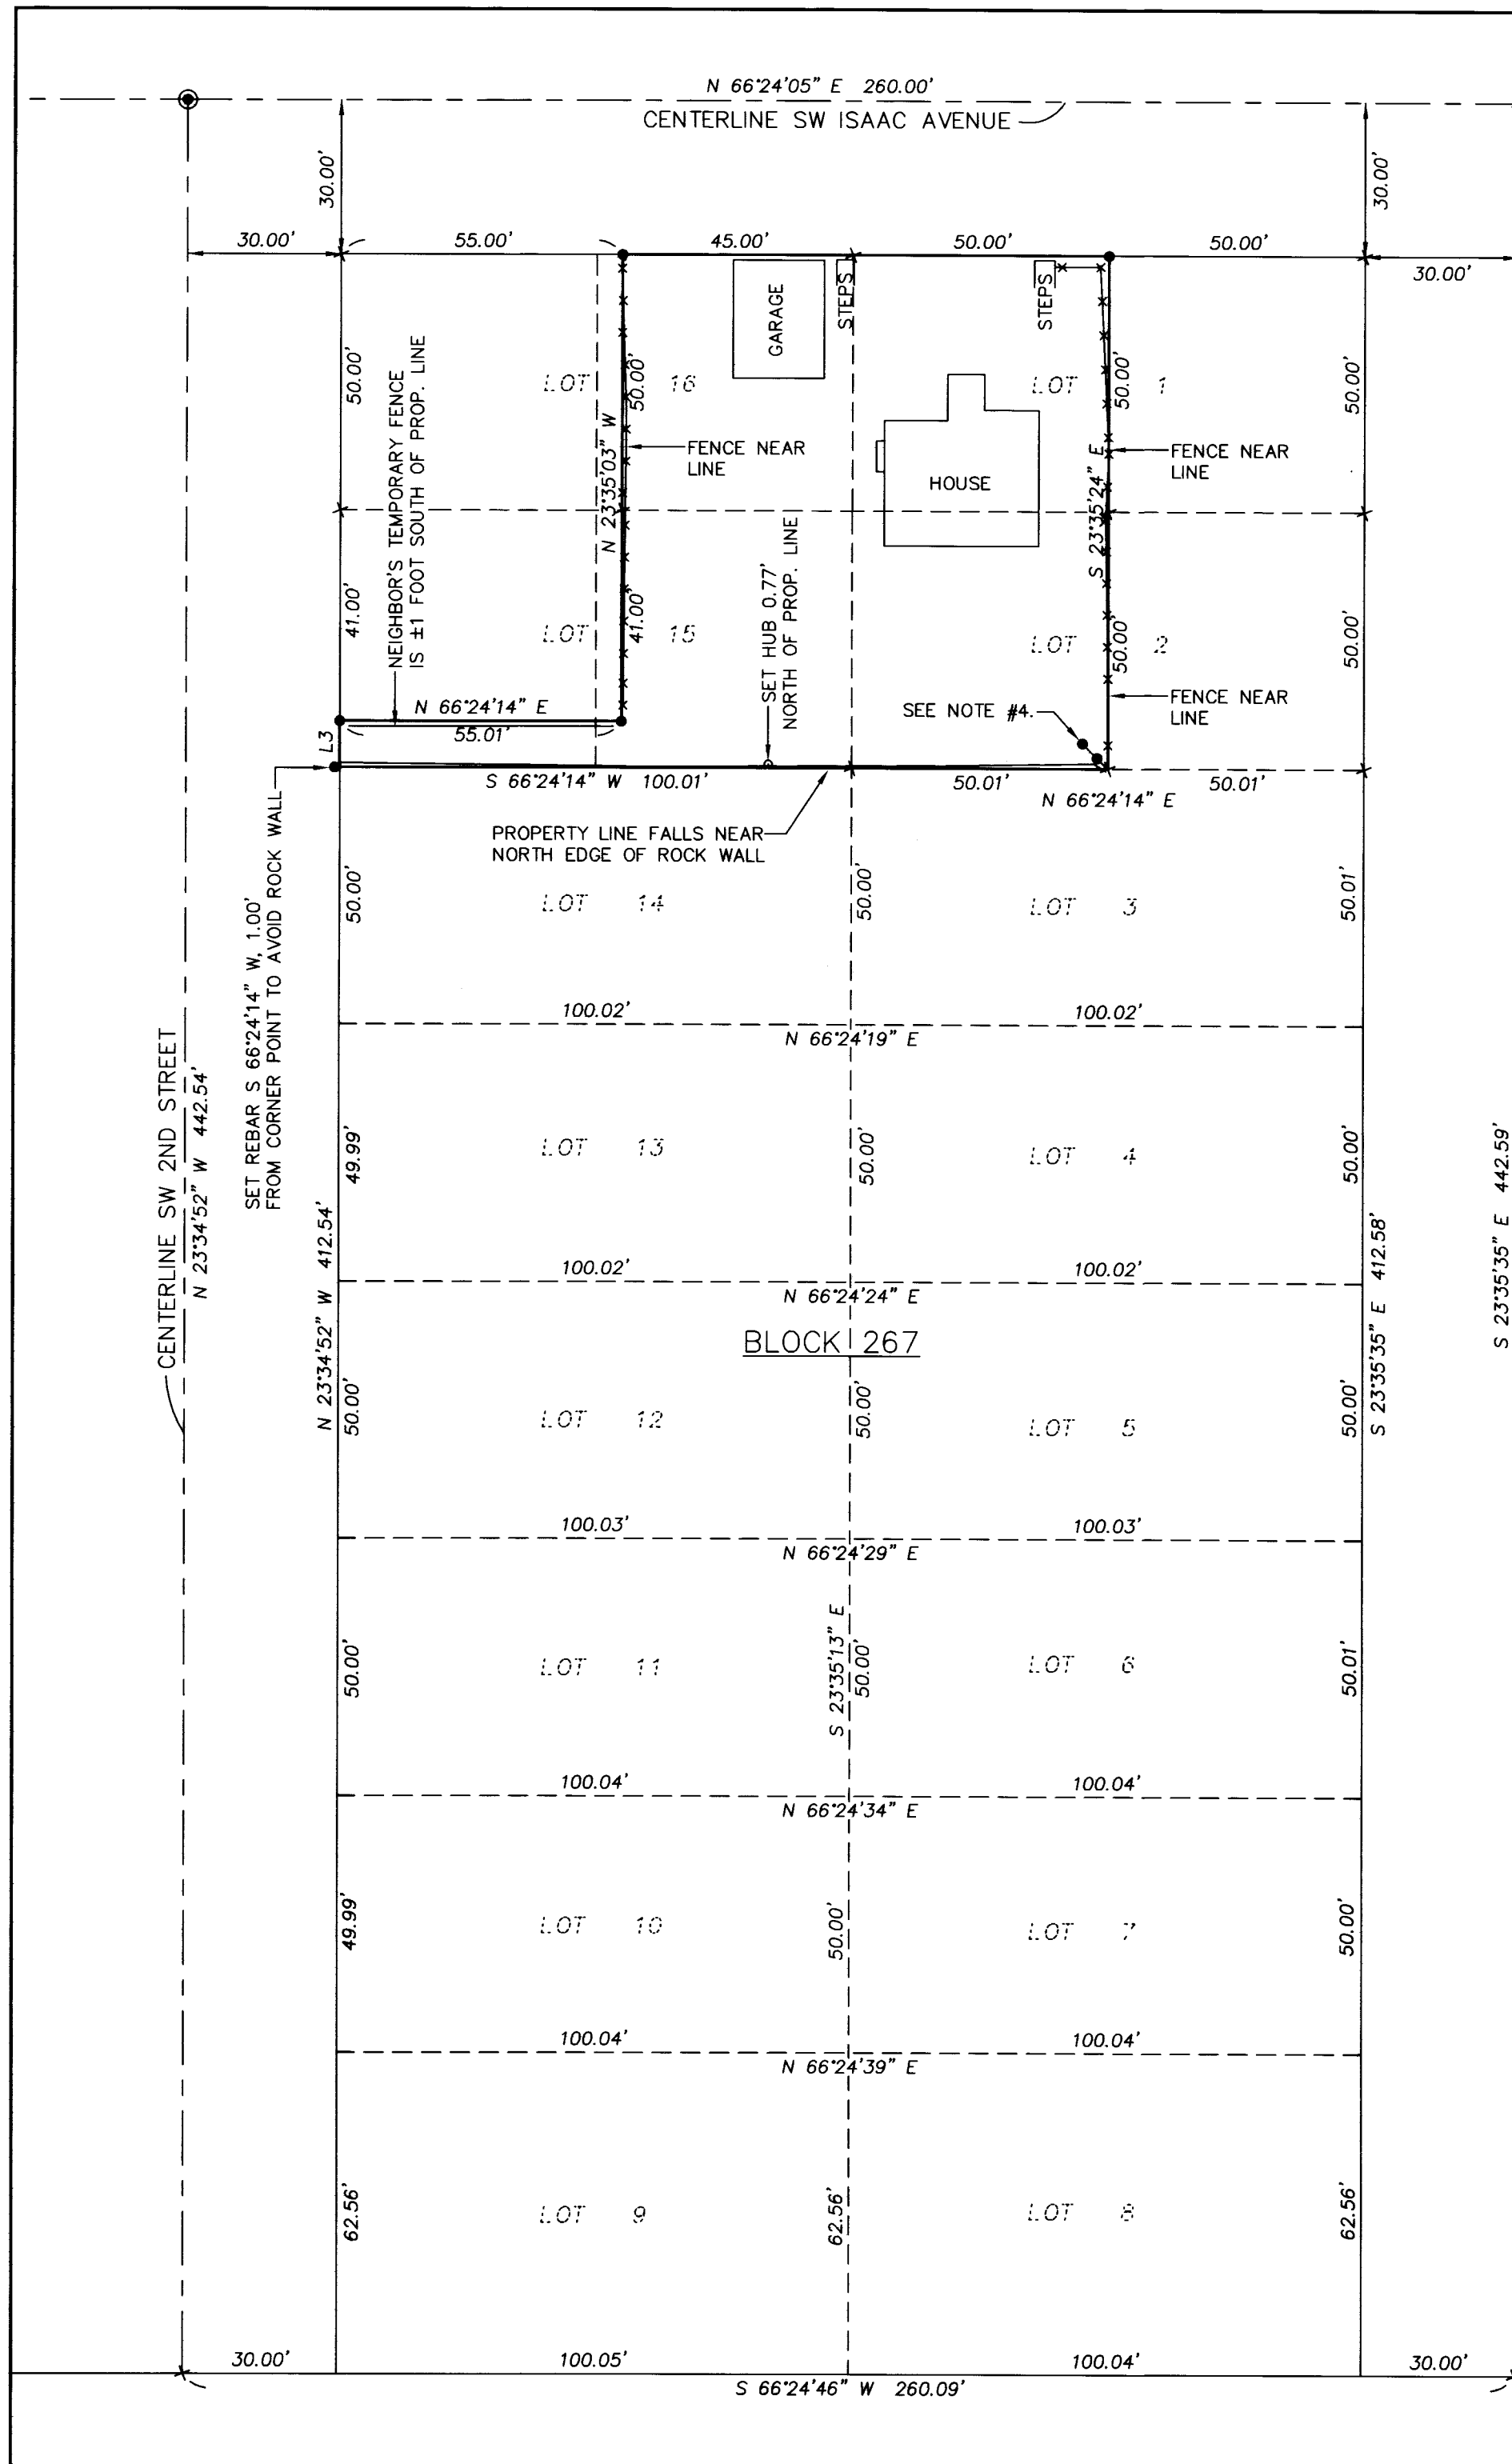 N 66°24'05" E 260.00'
CENTERLINE SW ISAAC AVENUE
30.00'
30.00'
30.00'
55.00'
45.00'
50.00'
50.00'
30.00'
GARAGE
STEPS
STEPS
50.00'
NEIGHBOR'S TEMPORARY FENCE
IS ±1 FOOT SOUTH OF PROP. LINE
LOT 16
50.00'
N 23°35'03" W
FENCE NEAR
LINE
HOUSE
LOT 1
50.00'
S 23°35'24" E
FENCE NEAR
LINE
50.00'
41.00'
LOT 15
41.00'
SET HUB 0.77'
NORTH OF PROP. LINE
LOT 2
50.00'
50.00'
FENCE NEAR
LINE
SEE NOTE #4.
N 66°24'14" E
55.01'
L3
S 66°24'14" W 100.01'
50.01'
50.01'
N 66°24'14" E
PROPERTY LINE FALLS NEAR
NORTH EDGE OF ROCK WALL
SET REBAR S 66°24'14" W, 1.00'
FROM CORNER POINT TO AVOID ROCK WALL
50.00'
LOT 14
50.00'
LOT 3
50.01'
100.02'
100.02'
N 66°24'19" E
CENTERLINE SW 2ND STREET
N 23°34'52" W 442.54'
49.99'
LOT 13
50.00'
LOT 4
50.00'
S 23°35'35" E 442.59'
N 23°34'52" W 412.54'
100.02'
100.02'
N 66°24'24" E
S 23°35'35" E 412.58'
BLOCK 267
50.00'
LOT 12
50.00'
LOT 5
50.00'
100.03'
100.03'
N 66°24'29" E
50.00'
LOT 11
S 23°35'13" E
50.00'
LOT 6
50.01'
100.04'
100.04'
N 66°24'34" E
49.99'
LOT 10
50.00'
LOT 7
50.00'
100.04'
100.04'
N 66°24'39" E
62.56'
LOT 9
62.56'
LOT 8
62.56'
30.00'
100.05'
100.04'
30.00'
S 66°24'46" W 260.09'